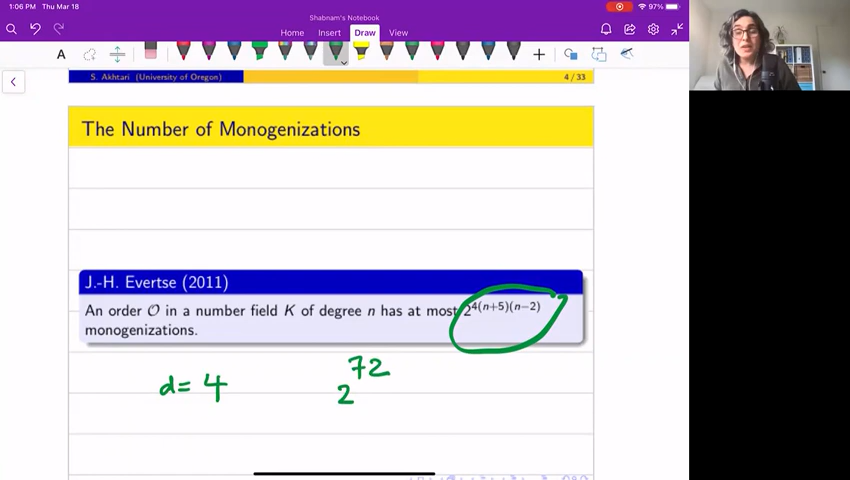 1:06 PM Thu Mar 18
97%
Shabnam's Notebook
Home Insert Draw View
A
S. Akhtari (University of Oregon) 4 / 33
The Number of Monogenizations
J.-H. Evertse (2011)
An order 𝒪 in a number field K of degree n has at most 2^{4(n+5)(n−2)}
monogenizations.
d= 4 2^{72}